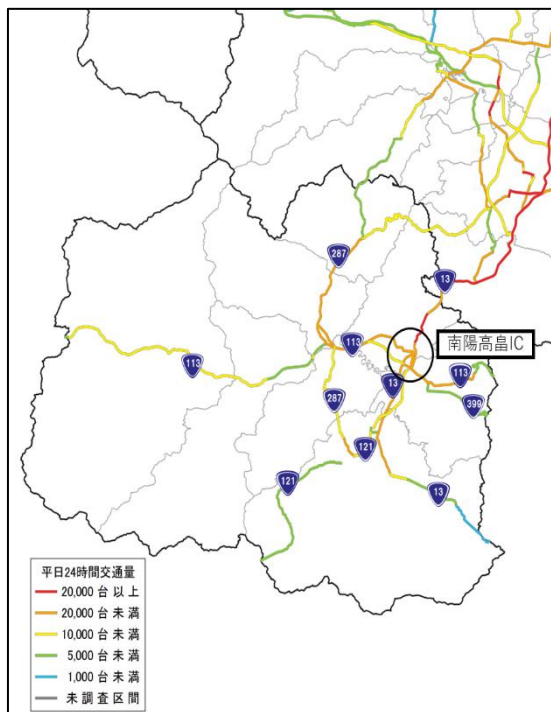 287
13
南陽高畠IC
113
113
13
113
399
287
121
121
13
平日24時間交通量
20,000 台 以 上
20,000 台 未 満
10,000 台 未 満
5,000 台 未 満
1,000 台 未 満
未 調 査 区 間